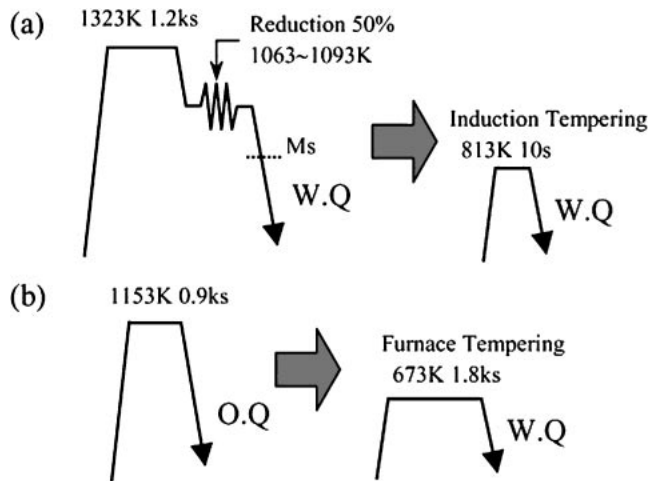 (a)
1323K 1.2ks
Reduction 50%
1063~1093K
Ms
W.Q
Induction Tempering
813K 10s
W.Q
(b)
1153K 0.9ks
O.Q
Furnace Tempering
673K 1.8ks
W.Q